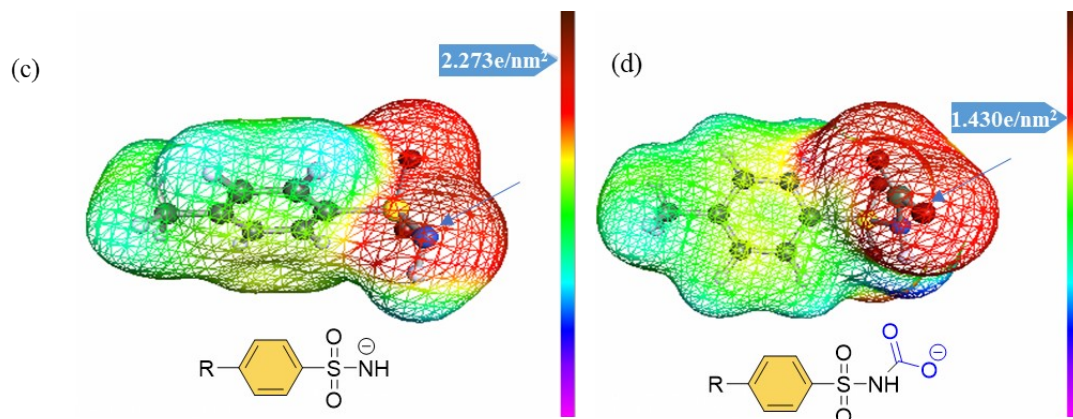 (c)
2.273e/nm²
(d)
1.430e/nm²
R
O
S
O
⊖
NH
R
O
S
O
NH
O
O
⊖